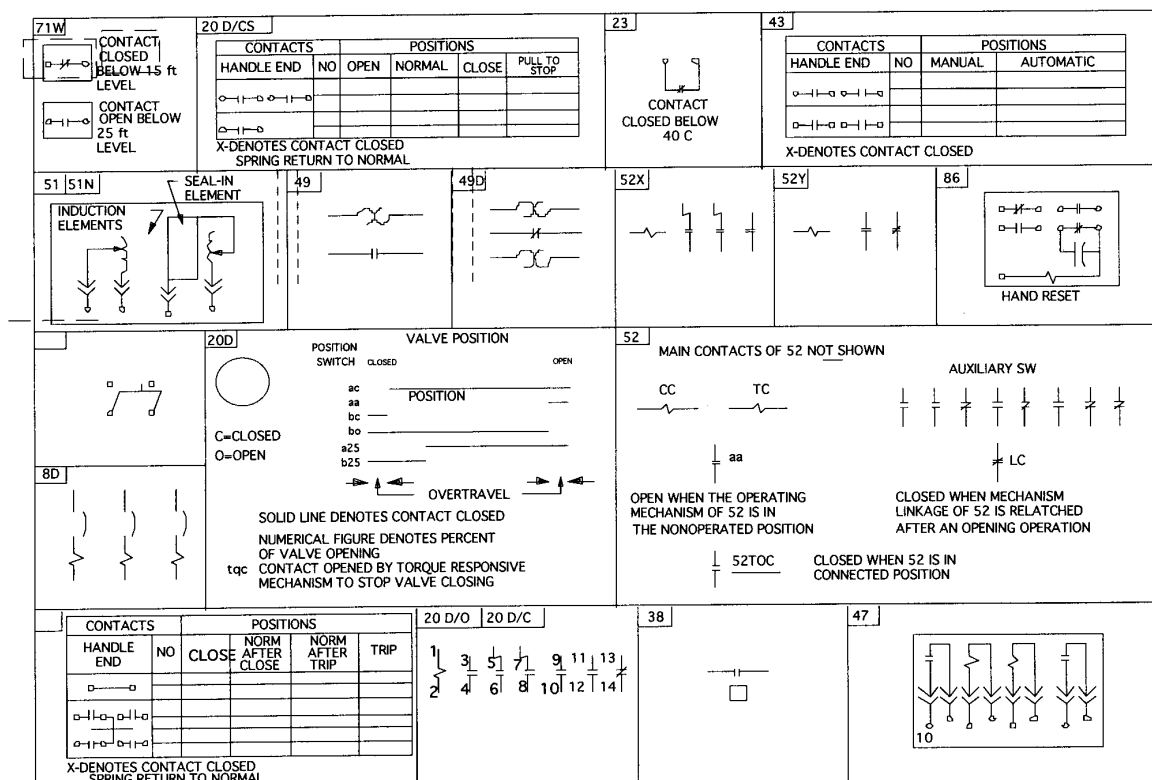 71W
CONTACT
CLOSED
BELOW 15 ft
LEVEL
CONTACT
OPEN BELOW
25 ft
LEVEL
20 D/CS
CONTACTS POSITIONS
HANDLE END NO OPEN NORMAL CLOSE PULL TO
STOP
X-DENOTES CONTACT CLOSED
SPRING RETURN TO NORMAL
23
CONTACT
CLOSED BELOW
40 C
43
CONTACTS POSITIONS
HANDLE END NO MANUAL AUTOMATIC
X-DENOTES CONTACT CLOSED
51 51N
SEAL-IN
ELEMENT
INDUCTION
ELEMENTS
49
49D
52X
52Y
86
HAND RESET
20D
VALVE POSITION
POSITION
SWITCH CLOSED OPEN
ac
POSITION
aa
bc
bo
a25
b25
C=CLOSED
O=OPEN
OVERTRAVEL
SOLID LINE DENOTES CONTACT CLOSED
NUMERICAL FIGURE DENOTES PERCENT
OF VALVE OPENING
tqc CONTACT OPENED BY TORQUE RESPONSIVE
MECHANISM TO STOP VALVE CLOSING
52
MAIN CONTACTS OF 52 NOT SHOWN
AUXILIARY SW
CC TC
aa
LC
OPEN WHEN THE OPERATING
MECHANISM OF 52 IS IN
THE NONOPERATED POSITION
CLOSED WHEN MECHANISM
LINKAGE OF 52 IS RELATCHED
AFTER AN OPENING OPERATION
52TOC
CLOSED WHEN 52 IS IN
CONNECTED POSITION
8D
CONTACTS POSITIONS
HANDLE
END
NO
CLOSE
NORM
AFTER
CLOSE
NORM
AFTER
TRIP
TRIP
X-DENOTES CONTACT CLOSED
SPRING RETURN TO NORMAL
20 D/O 20 D/C
1 3 5 7 9 11 13
2 4 6 8 10 12 14
38
47
10